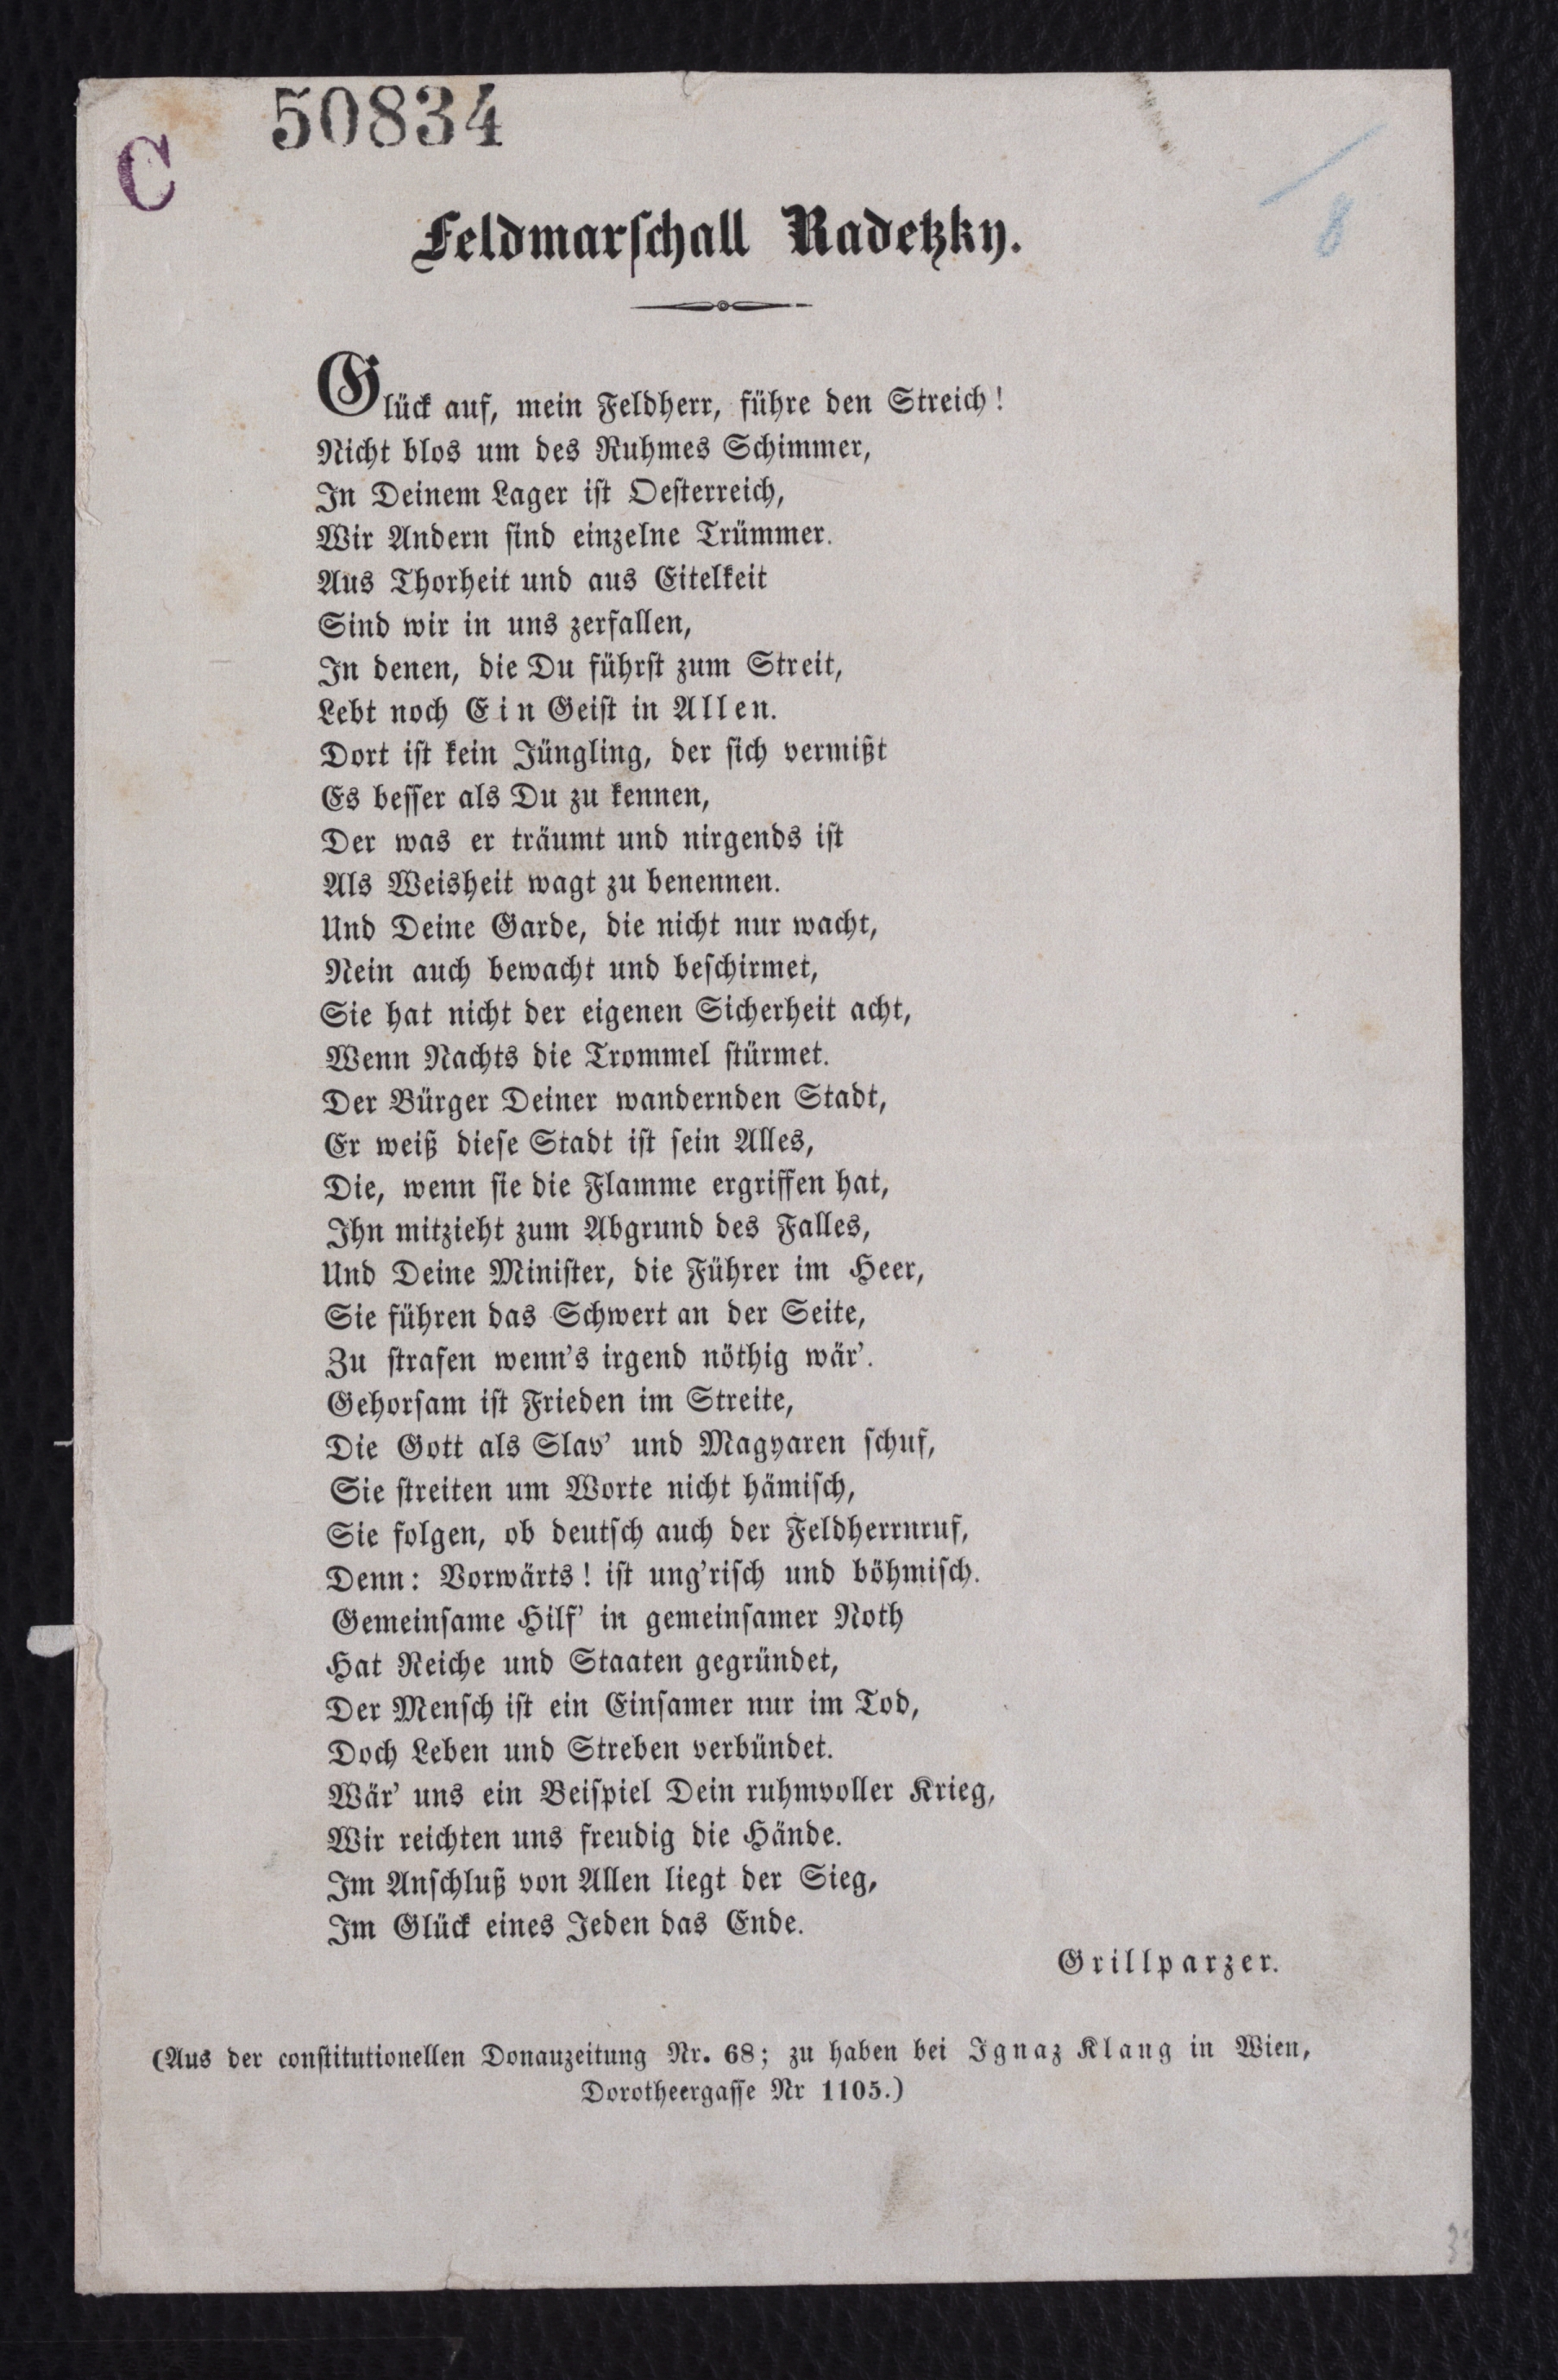 50834
C
8
Feldmarschall Radetzky.
Glück auf, mein Feldherr, führe den Streich!
Nicht blos um des Ruhmes Schimmer,
In Deinem Lager ist Oesterreich,
Wir Andern sind einzelne Trümmer.
Aus Thorheit und aus Eitelkeit
Sind wir in uns zerfallen,
In denen, die Du führst zum Streit,
Lebt noch Ein Geist in Allen.
Dort ist kein Jüngling, der sich vermißt
Es besser als Du zu kennen,
Der was er träumt und nirgends ist
Als Weisheit wagt zu benennen.
Und Deine Garde, die nicht nur wacht,
Nein auch bewacht und beschirmet,
Sie hat nicht der eigenen Sicherheit acht,
Wenn Nachts die Trommel stürmet.
Der Bürger Deiner wandernden Stadt,
Er weiß diese Stadt ist sein Alles,
Die, wenn sie die Flamme ergriffen hat,
Ihn mitzieht zum Abgrund des Falles,
Und Deine Minister, die Führer im Heer,
Sie führen das Schwert an der Seite,
Zu strafen wenn's irgend nöthig wär'.
Gehorsam ist Frieden im Streite,
Die Gott als Slav' und Magyaren schuf,
Sie streiten um Worte nicht hämisch,
Sie folgen, ob deutsch auch der Feldherrnruf,
Denn: Vorwärts! ist ung'risch und böhmisch.
Gemeinsame Hilf' in gemeinsamer Noth
Hat Reiche und Staaten gegründet,
Der Mensch ist ein Einsamer nur im Tod,
Doch Leben und Streben verbündet.
Wär' uns ein Beispiel Dein ruhmvoller Krieg,
Wir reichten uns freudig die Hände.
Im Anschluß von Allen liegt der Sieg,
Im Glück eines Jeden das Ende.
Grillparzer.
(Aus der constitutionellen Donauzeitung Nr. 68; zu haben bei Ignaz Klang in Wien,
Dorotheergasse Nr 1105.)